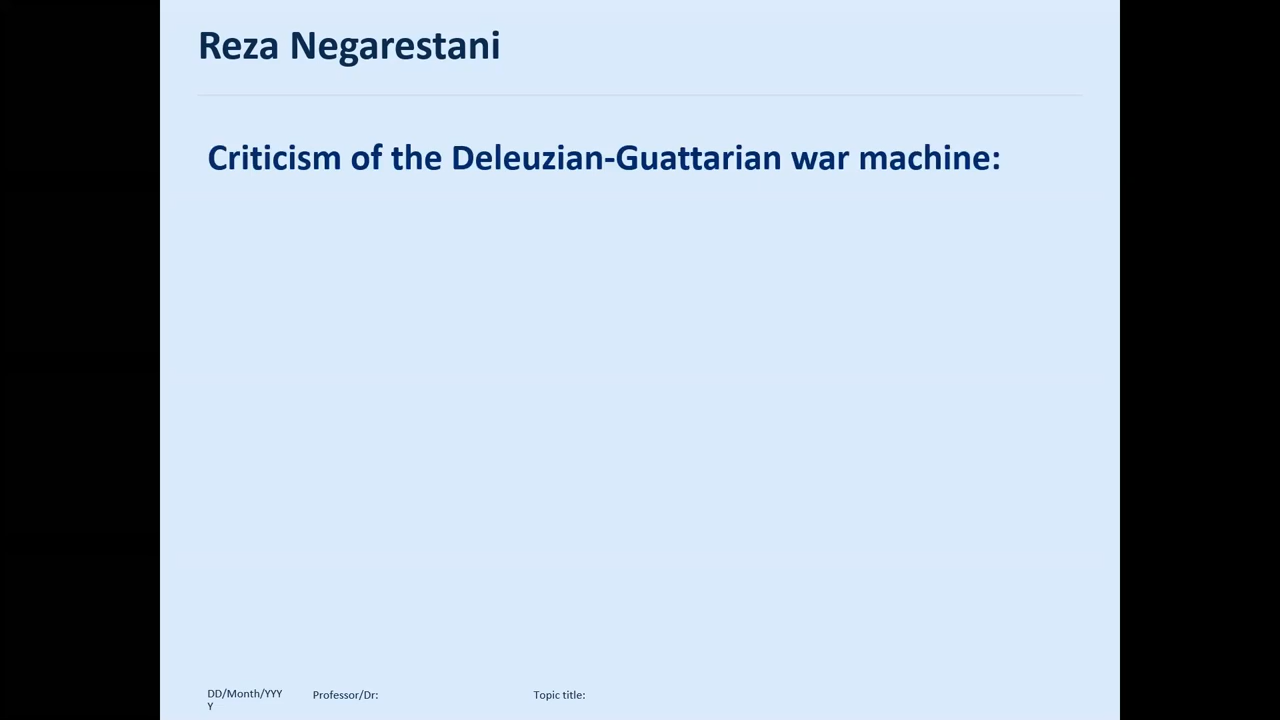 Reza Negarestani
Criticism of the Deleuzian-Guattarian war machine:
DD/Month/YYY
Y
Professor/Dr:
Topic title: